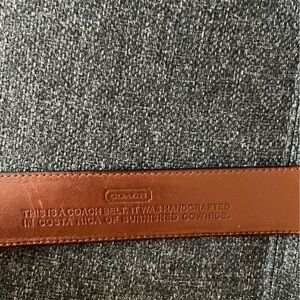 COACH
THIS IS A COACH BELT. IT WAS HANDCRAFTED
IN COSTA RICA OF BURNISHED COWHIDE.